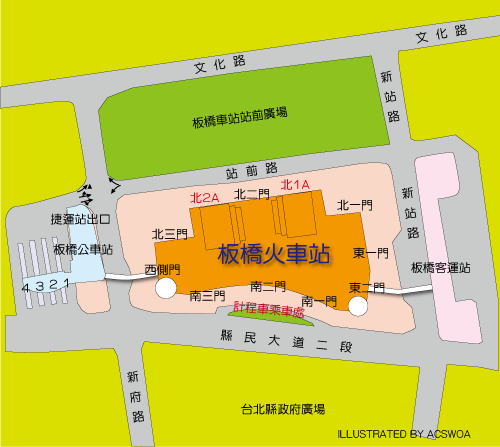 文化路
文化路
新站路
板橋車站站前廣場
站前路
北1A
北2A
北二門
新站路
北一門
捷運站出口
北三門
板橋公車站
板橋火車站
東一門
西側門
板橋客運站
4 3 2 1
南三門
南二門
南一門
東二門
計程車乘車處
縣民大道二段
新府路
台北縣政府廣場
ILLUSTRATED BY ACSWOA